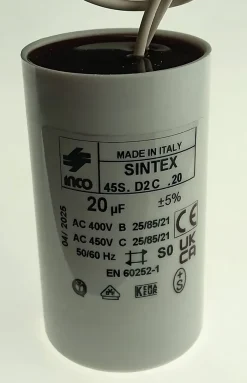 MADE IN ITALY
inco
SINTEX
45S. D2C .20
20 µF ±5%
AC 400V B 25/85/21
AC 450V C 25/85/21
50/60 Hz S0
EN 60252-1
04/2025
CE
UK
CA
KEMA
+
S